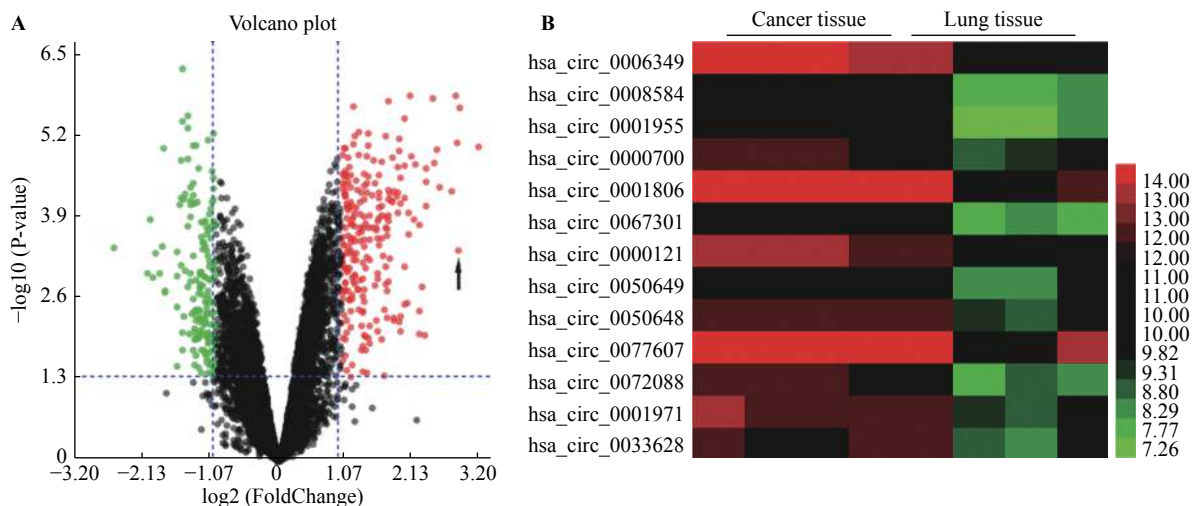 A
Volcano plot
6.5
5.2
3.9
2.6
1.3
0
−log10 (P-value)
−3.20 −2.13 −1.07 0 1.07 2.13 3.20
log2 (FoldChange)
B
Cancer tissue Lung tissue
hsa_circ_0006349
hsa_circ_0008584
hsa_circ_0001955
hsa_circ_0000700
hsa_circ_0001806
hsa_circ_0067301
hsa_circ_0000121
hsa_circ_0050649
hsa_circ_0050648
hsa_circ_0077607
hsa_circ_0072088
hsa_circ_0001971
hsa_circ_0033628
14.00
13.00
13.00
12.00
12.00
11.00
11.00
10.00
10.00
9.82
9.31
8.80
8.29
7.77
7.26